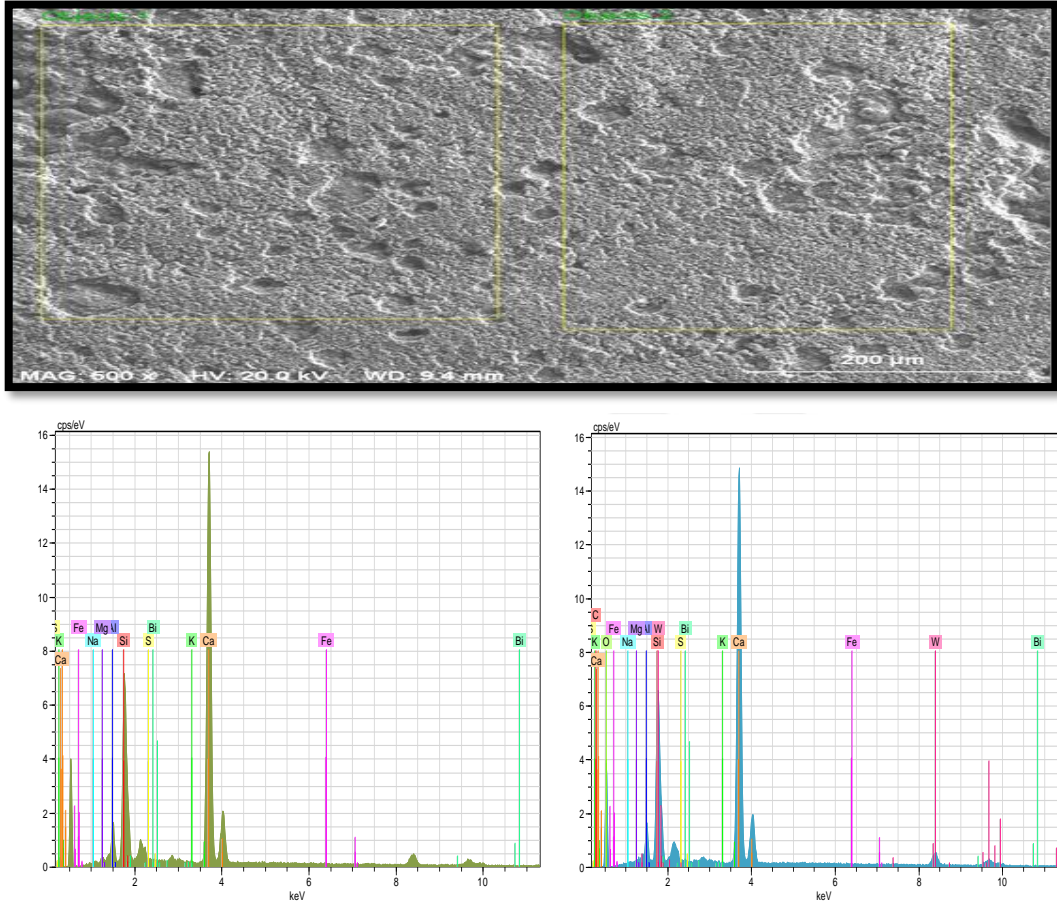 MAG: 500 x HV: 20.0 kV WD: 9.4 mm
200 µm
cps/eV
16
14
12
10
8
6
4
2
0
Fe Mg Bi
K Na Si S K Ca Fe Bi
Ca
2 4 6 8 10
keV
cps/eV
16
14
12
10
8
6
4
2
0
C
Fe Mg Al W Bi
K O Na Si S K Ca Fe W Bi
Ca
2 4 6 8 10
keV